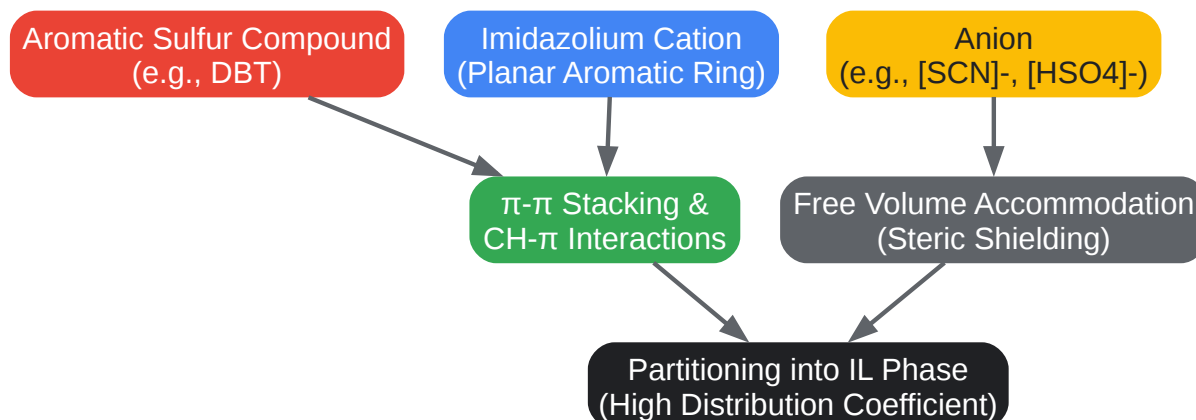 Aromatic Sulfur Compound
(e.g., DBT)
Imidazolium Cation
(Planar Aromatic Ring)
Anion
(e.g., [SCN]-, [HSO4]-)
π-π Stacking &
CH-π Interactions
Free Volume Accommodation
(Steric Shielding)
Partitioning into IL Phase
(High Distribution Coefficient)